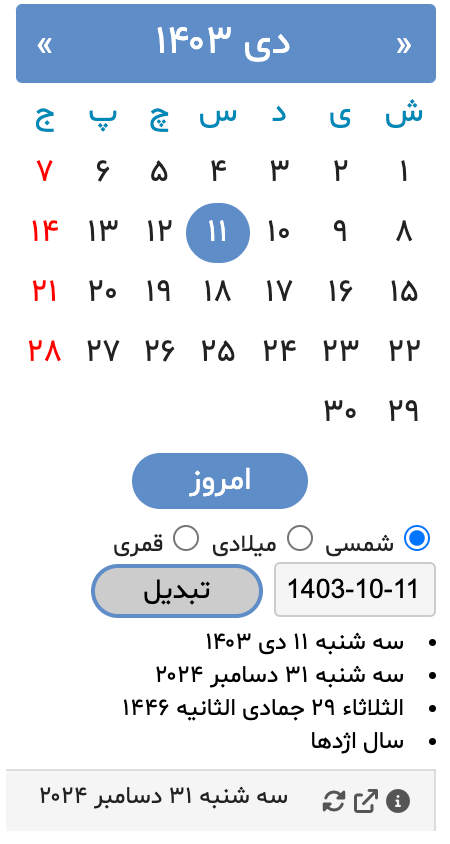 « دی ۱۴۰۳ »
ش ی د س چ پ ج
۱ ۲ ۳ ۴ ۵ ۶ ۷
۸ ۹ ۱۰ ۱۱ ۱۲ ۱۳ ۱۴
۱۵ ۱۶ ۱۷ ۱۸ ۱۹ ۲۰ ۲۱
۲۲ ۲۳ ۲۴ ۲۵ ۲۶ ۲۷ ۲۸
۲۹ ۳۰
امروز
شمسی میلادی قمری
1403-10-11 تبدیل
سه شنبه ۱۱ دی ۱۴۰۳
سه شنبه ۳۱ دسامبر ۲۰۲۴
الثلاثاء ۲۹ جمادی الثانیه ۱۴۴۶
سال اژدها
سه شنبه ۳۱ دسامبر ۲۰۲۴